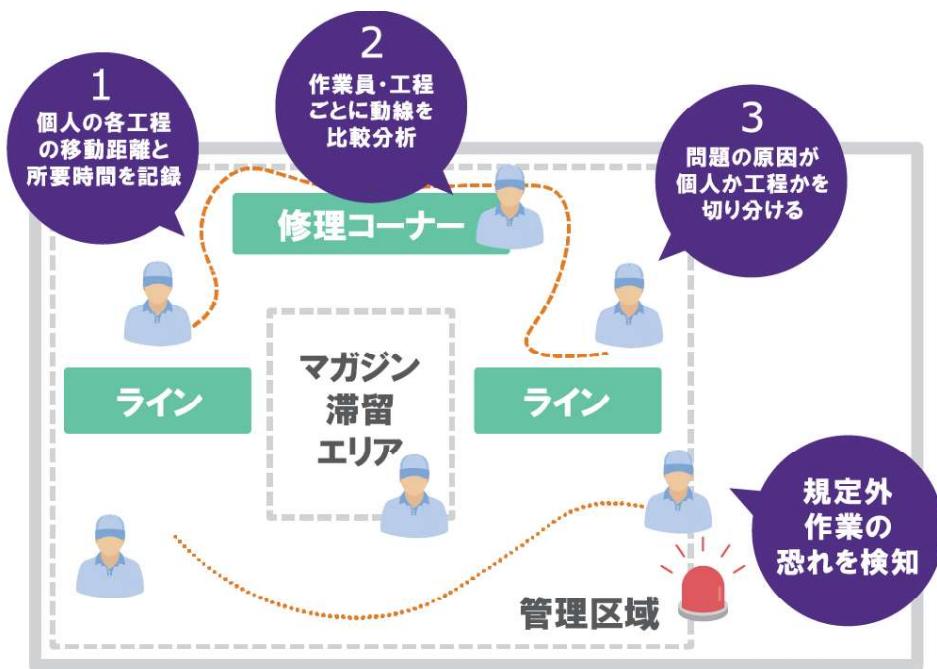 1
個人の各工程
の移動距離と
所要時間を記録
2
作業員・工程
ごとに動線を
比較分析
3
問題の原因が
個人か工程かを
切り分ける
修理コーナー
ライン
マガジン
滞留
エリア
ライン
規定外
作業の
恐れを検知
管理区域